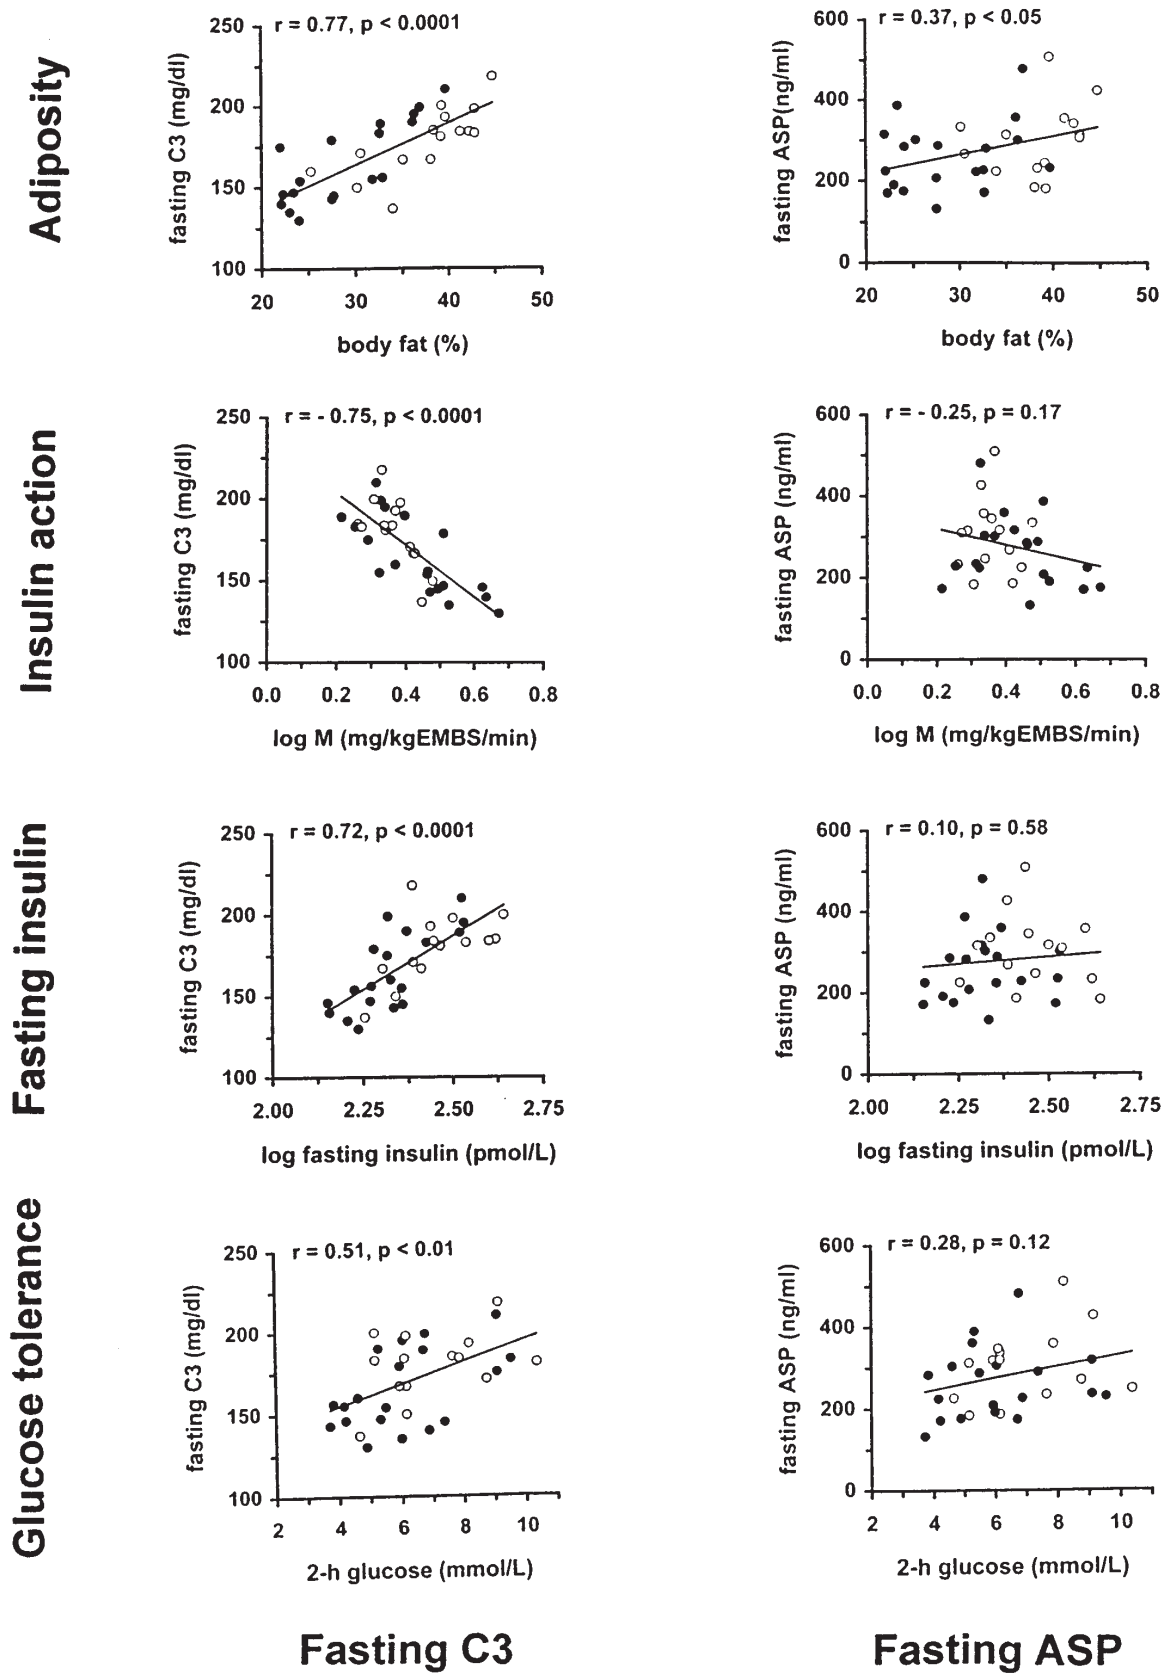 Adiposity
r = 0.77, p < 0.0001
fasting C3 (mg/dl)
250
200
150
100
20 30 40 50
body fat (%)
r = 0.37, p < 0.05
fasting ASP(ng/ml)
600
400
200
0
20 30 40 50
body fat (%)
Insulin action
r = - 0.75, p < 0.0001
fasting C3 (mg/dl)
250
200
150
100
0.0 0.2 0.4 0.6 0.8
log M (mg/kgEMBS/min)
r = - 0.25, p = 0.17
fasting ASP (ng/ml)
600
400
200
0
0.0 0.2 0.4 0.6 0.8
log M (mg/kgEMBS/min)
Fasting insulin
r = 0.72, p < 0.0001
fasting C3 (mg/dl)
250
200
150
100
2.00 2.25 2.50 2.75
log fasting insulin (pmol/L)
r = 0.10, p = 0.58
fasting ASP (ng/ml)
600
400
200
0
2.00 2.25 2.50 2.75
log fasting insulin (pmol/L)
Glucose tolerance
r = 0.51, p < 0.01
fasting C3 (mg/dl)
250
200
150
100
2 4 6 8 10
2-h glucose (mmol/L)
r = 0.28, p = 0.12
fasting ASP (ng/ml)
600
400
200
0
2 4 6 8 10
2-h glucose (mmol/L)
Fasting C3
Fasting ASP